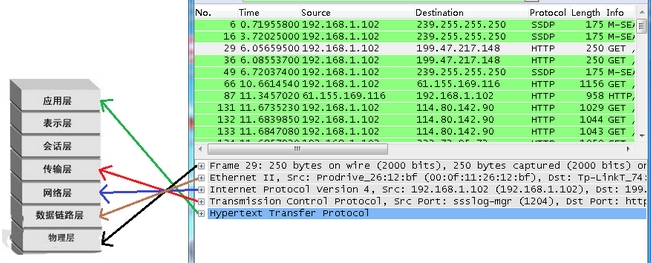 应用层
表示层
会话层
传输层
网络层
数据链路层
物理层
No. Time Source Destination Protocol Length Info
6 0.71955800 192.168.1.102 239.255.255.250 SSDP 175 M-SEA
16 3.72025000 192.168.1.102 239.255.255.250 SSDP 175 M-SEA
29 6.05659500 192.168.1.102 199.47.217.148 HTTP 250 GET /
36 6.08553700 192.168.1.102 199.47.217.148 HTTP 250 GET /
49 6.72037400 192.168.1.102 239.255.255.250 SSDP 175 M-SEA
66 10.6614540 192.168.1.102 61.155.169.116 HTTP 1156 GET /
87 11.3457020 61.155.169.116 192.168.1.102 HTTP 958 HTTP/
131 11.6735230 192.168.1.102 114.80.142.90 HTTP 1029 GET /
132 11.6839850 192.168.1.102 114.80.142.90 HTTP 1044 GET /
133 11.6847080 192.168.1.102 114.80.142.90 HTTP 1043 GET /
Frame 29: 250 bytes on wire (2000 bits), 250 bytes captured (2000 bits) on
Ethernet II, Src: Prodrive_26:12:bf (00:0f:11:26:12:bf), Dst: Tp-LinkT_74:
Internet Protocol Version 4, Src: 192.168.1.102 (192.168.1.102), Dst: 199.
Transmission Control Protocol, Src Port: ssslog-mgr (1204), Dst Port: http
Hypertext Transfer Protocol